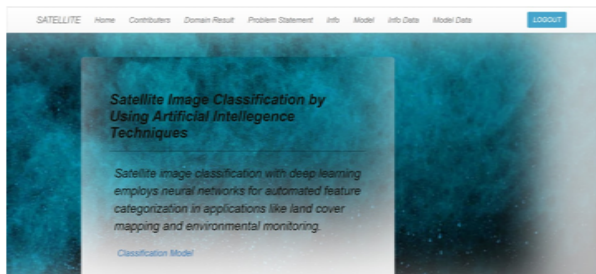 SATELLITE Home Contributers Domain Result Problem Statement Info Model Info Data Model Data LOGOUT
Satellite Image Classification by
Using Artificial Intellegence
Techniques
Satellite image classification with deep learning
employs neural networks for automated feature
categorization in applications like land cover
mapping and environmental monitoring.
Classification Model